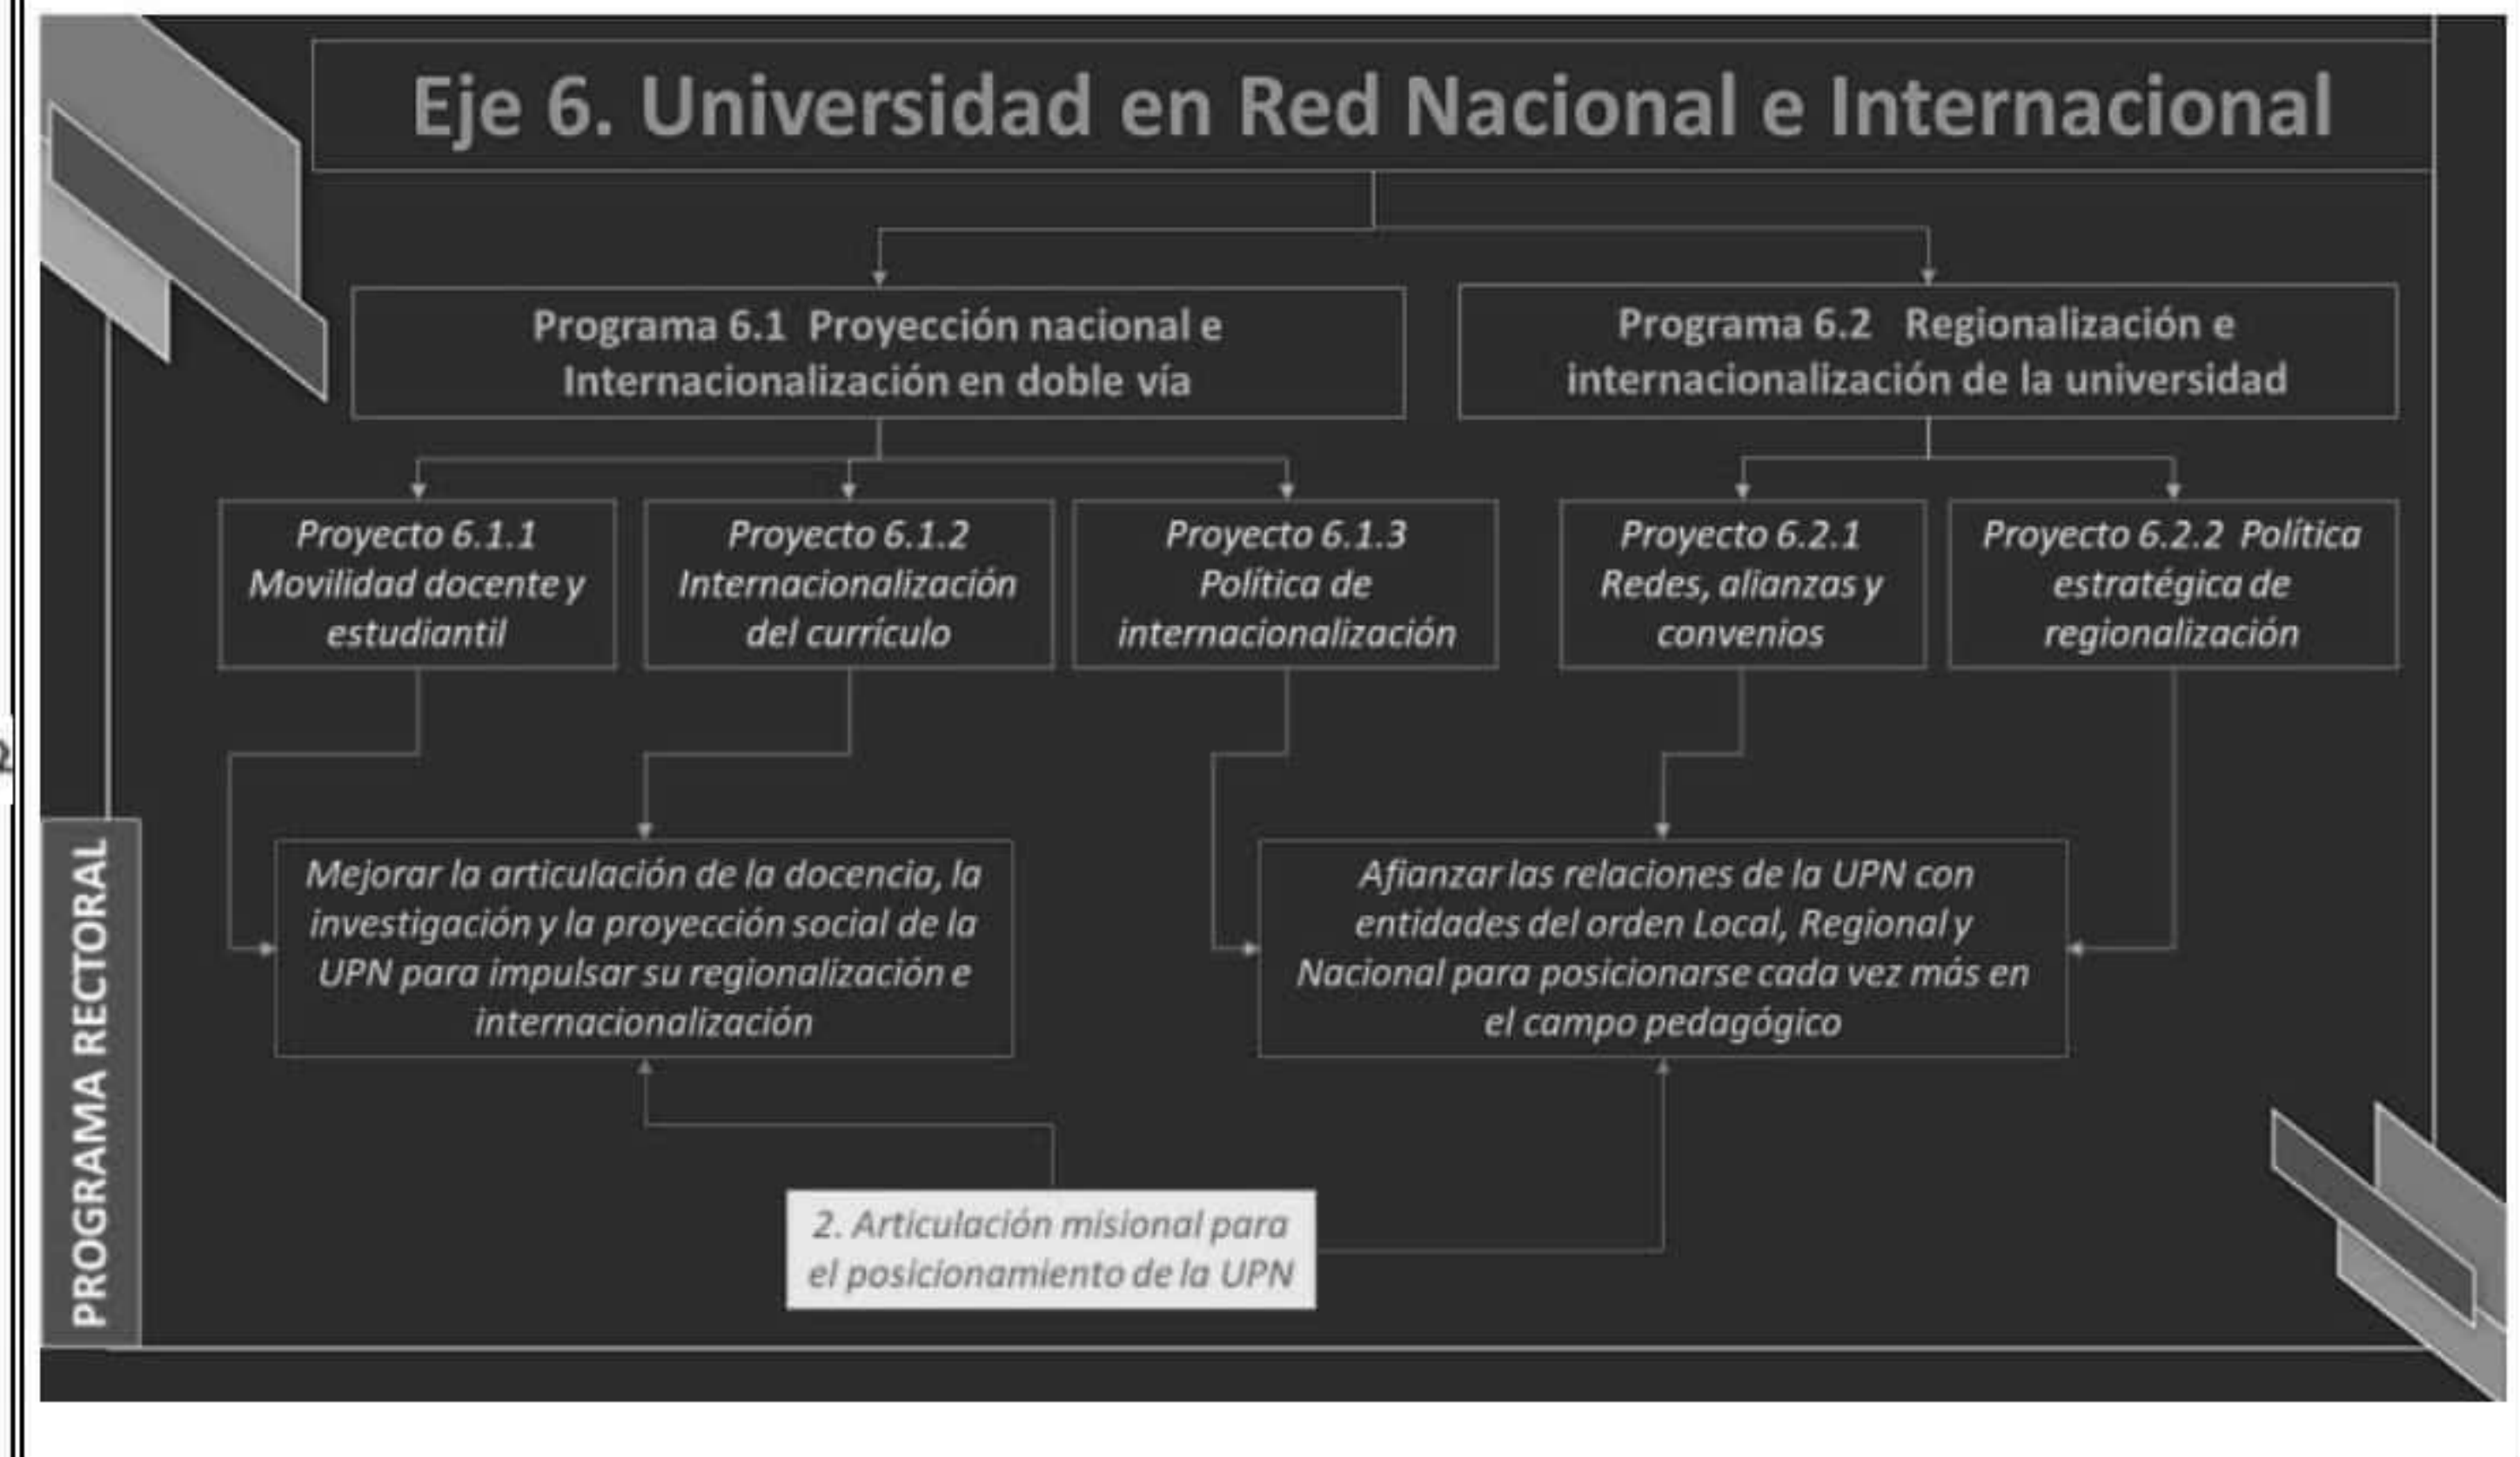 Eje 6. Universidad en Red Nacional e Internacional
Programa 6.1 Proyección nacional e
Internacionalización en doble vía
Programa 6.2 Regionalización e
internacionalización de la universidad
Proyecto 6.1.1
Movilidad docente y
estudiantil
Proyecto 6.1.2
Internacionalización
del currículo
Proyecto 6.1.3
Política de
internacionalización
Proyecto 6.2.1
Redes, alianzas y
convenios
Proyecto 6.2.2 Política
estratégica de
regionalización
Mejorar la articulación de la docencia, la
investigación y la proyección social de la
UPN para impulsar su regionalización e
internacionalización
Afianzar las relaciones de la UPN con
entidades del orden Local, Regional y
Nacional para posicionarse cada vez más en
el campo pedagógico
PROGRAMA RECTORAL
2. Articulación misional para
el posicionamiento de la UPN